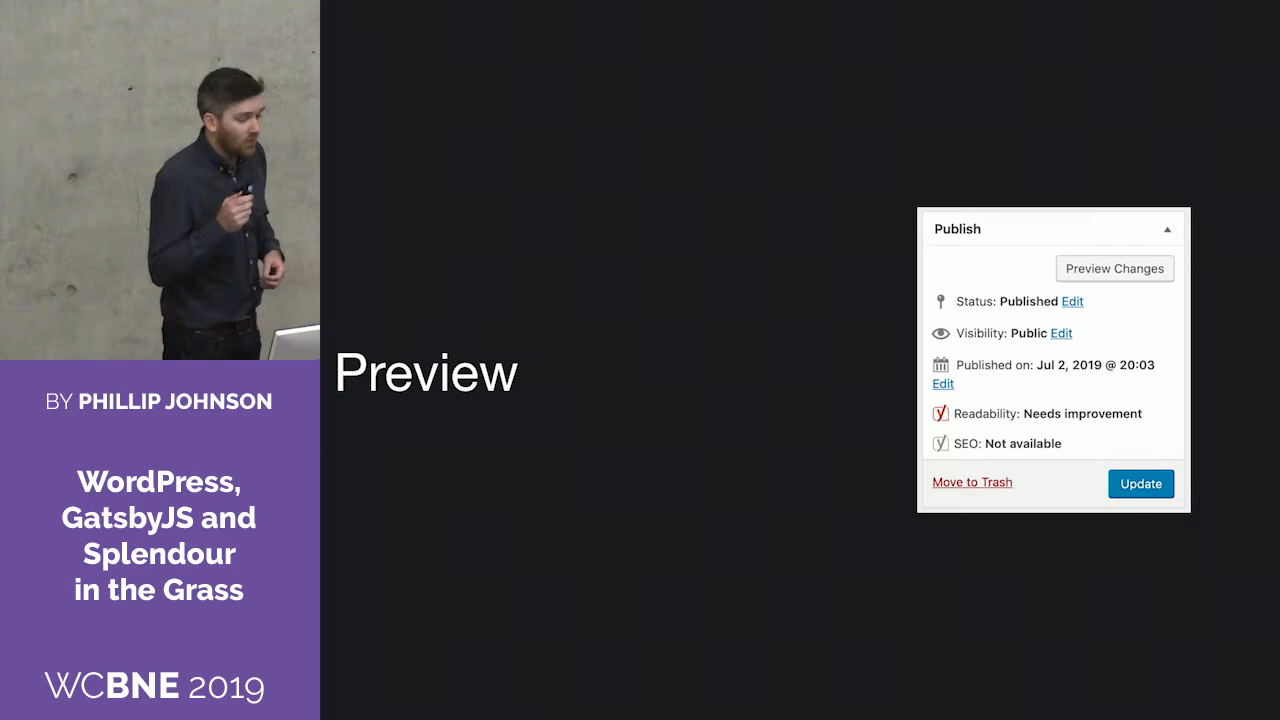 BY PHILLIP JOHNSON
WordPress,
GatsbyJS and
Splendour
in the Grass
WCBNE 2019
Preview
Publish
Preview Changes
Status: Published Edit
Visibility: Public Edit
Published on: Jul 2, 2019 @ 20:03
Edit
Readability: Needs improvement
SEO: Not available
Move to Trash
Update